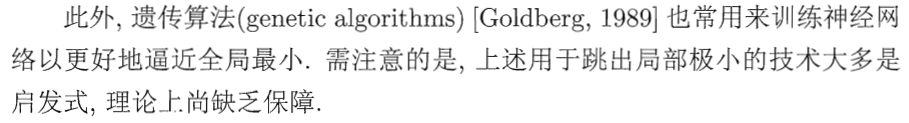 此外, 遗传算法(genetic algorithms) [Goldberg, 1989] 也常用来训练神经网
络以更好地逼近全局最小. 需注意的是, 上述用于跳出局部极小的技术大多是
启发式, 理论上尚缺乏保障.